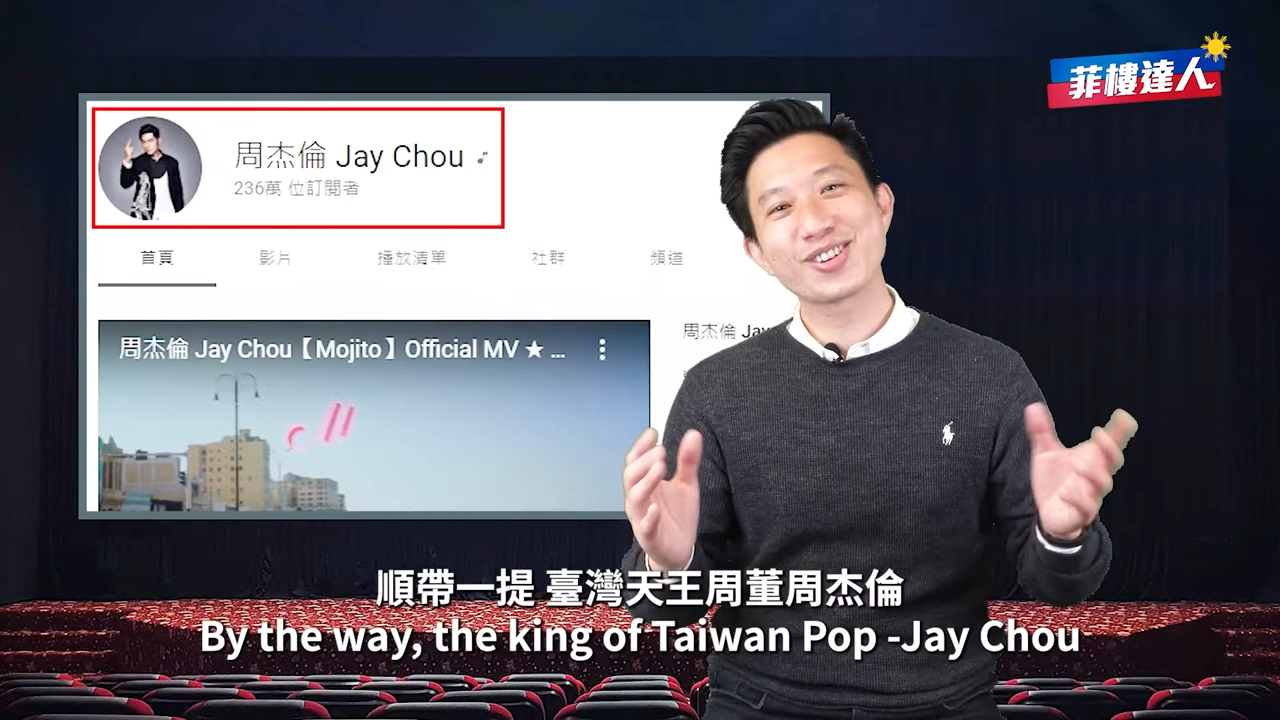 菲樓達人
周杰倫 Jay Chou
236萬 位訂閱者
首頁 影片 播放清單 社群 頻道
周杰倫 Jay Chou【Mojito】Official MV ★ ...
周杰倫 Jay
M
順帶一提 臺灣天王周董周杰倫
By the way, the king of Taiwan Pop -Jay Chou